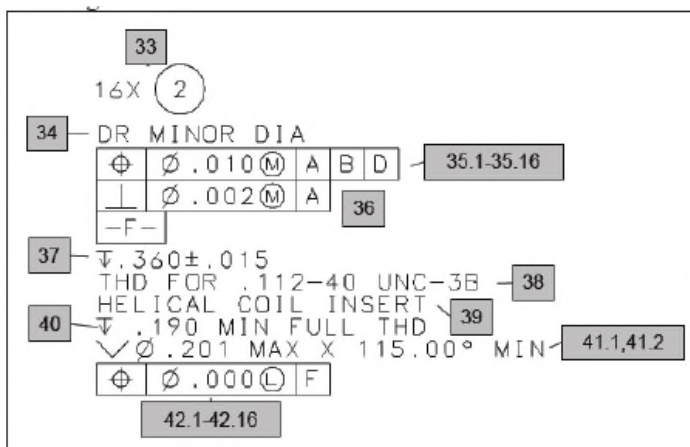 33
16X 2
34 DR MINOR DIA
⌖ Ø.010Ⓜ A B D 35.1-35.16
⊥ Ø.002Ⓜ A 36
-F-
37 ↧.360±.015
THD FOR .112-40 UNC-3B 38
HELICAL COIL INSERT 39
40 ↧ .190 MIN FULL THD
⌵Ø.201 MAX X 115.00° MIN 41.1,41.2
⌖ Ø.000Ⓛ F
42.1-42.16